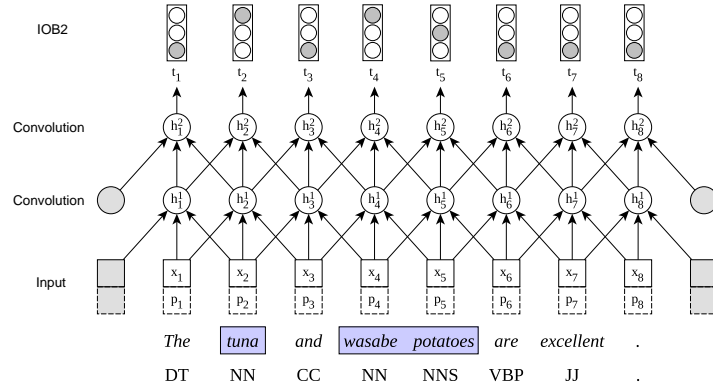 IOB2
t1 t2 t3 t4 t5 t6 t7 t8
Convolution h²1 h²2 h²3 h²4 h²5 h²6 h²7 h²8
Convolution h¹1 h¹2 h¹3 h¹4 h¹5 h¹6 h¹7 h¹8
Input x1 x2 x3 x4 x5 x6 x7 x8
p1 p2 p3 p4 p5 p6 p7 p8
The tuna and wasabe potatoes are excellent .
DT NN CC NN NNS VBP JJ .